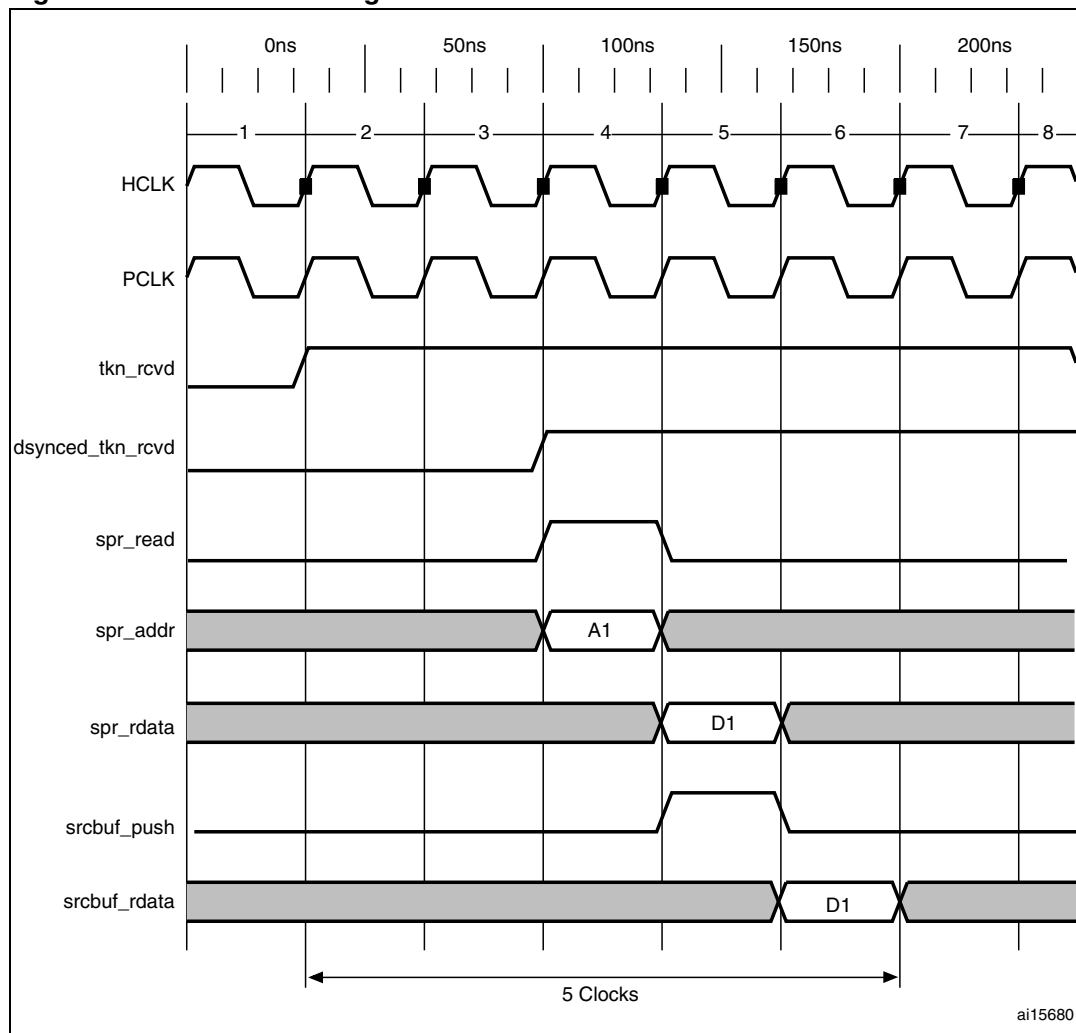 0ns 50ns 100ns 150ns 200ns
1 2 3 4 5 6 7 8
HCLK
PCLK
tkn_rcvd
dsynced_tkn_rcvd
spr_read
spr_addr A1
spr_rdata D1
srcbuf_push
srcbuf_rdata D1
5 Clocks
ai15680